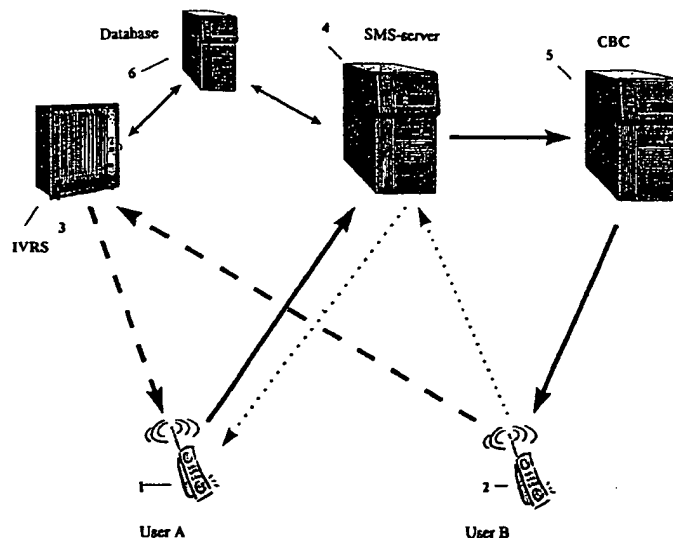 4
SMS-server
CBC
Database
5
6
3
IVRS
1
2
User A
User B